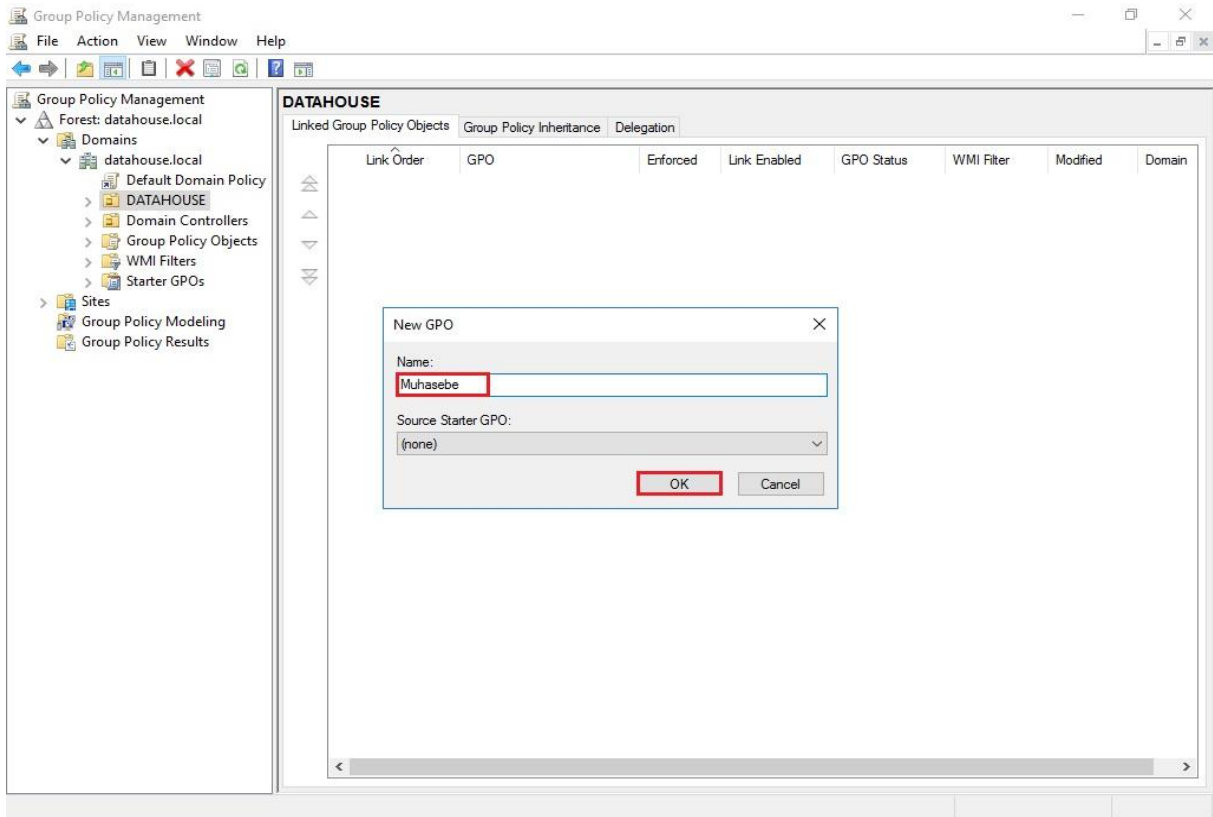 Group Policy Management
File Action View Window Help
Group Policy Management
Forest: datahouse.local
Domains
datahouse.local
Default Domain Policy
DATAHOUSE
Domain Controllers
Group Policy Objects
WMI Filters
Starter GPOs
Sites
Group Policy Modeling
Group Policy Results
DATAHOUSE
Linked Group Policy Objects Group Policy Inheritance Delegation
Link Order GPO Enforced Link Enabled GPO Status WMI Filter Modified Domain
New GPO
Name:
Muhasebe
Source Starter GPO:
(none)
OK Cancel